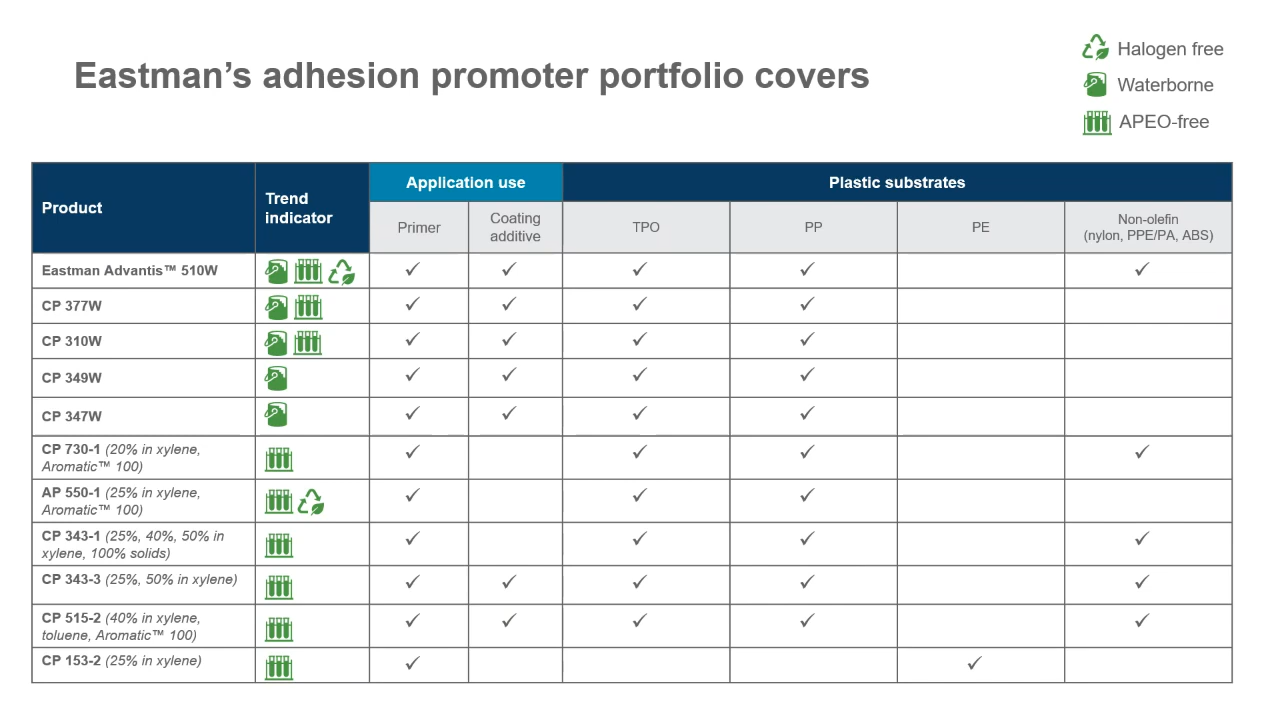 Eastman's adhesion promoter portfolio covers
Halogen free
Waterborne
APEO-free
Product
Trend
indicator
Application use
Plastic substrates
Primer
Coating
additive
TPO
PP
PE
Non-olefin
(nylon, PPE/PA, ABS)
Eastman Advantis™ 510W
✓ ✓ ✓ ✓ ✓
CP 377W
✓ ✓ ✓ ✓
CP 310W
✓ ✓ ✓ ✓
CP 349W
✓ ✓ ✓ ✓
CP 347W
✓ ✓ ✓ ✓
CP 730-1 (20% in xylene,
Aromatic™ 100)
✓ ✓ ✓ ✓
AP 550-1 (25% in xylene,
Aromatic™ 100)
✓ ✓ ✓
CP 343-1 (25%, 40%, 50% in
xylene, 100% solids)
✓ ✓ ✓ ✓
CP 343-3 (25%, 50% in xylene)
✓ ✓ ✓ ✓ ✓
CP 515-2 (40% in xylene,
toluene, Aromatic™ 100)
✓ ✓ ✓ ✓ ✓
CP 153-2 (25% in xylene)
✓ ✓